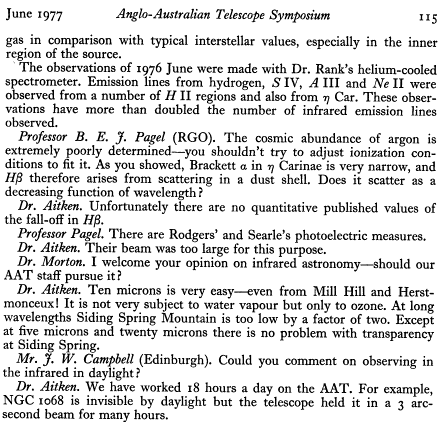 June 1977 Anglo-Australian Telescope Symposium 115
gas in comparison with typical interstellar values, especially in the inner
region of the source.
The observations of 1976 June were made with Dr. Rank's helium-cooled
spectrometer. Emission lines from hydrogen, S IV, A III and Ne II were
observed from a number of H II regions and also from η Car. These obser-
vations have more than doubled the number of infrared emission lines
observed.
Professor B. E. J. Pagel (RGO). The cosmic abundance of argon is
extremely poorly determined—you shouldn't try to adjust ionization con-
ditions to fit it. As you showed, Brackett α in η Carinae is very narrow, and
Hβ therefore arises from scattering in a dust shell. Does it scatter as a
decreasing function of wavelength?
Dr. Aitken. Unfortunately there are no quantitative published values of
the fall-off in Hβ.
Professor Pagel. There are Rodgers' and Searle's photoelectric measures.
Dr. Aitken. Their beam was too large for this purpose.
Dr. Morton. I welcome your opinion on infrared astronomy—should our
AAT staff pursue it?
Dr. Aitken. Ten microns is very easy—even from Mill Hill and Herst-
monceux! It is not very subject to water vapour but only to ozone. At long
wavelengths Siding Spring Mountain is too low by a factor of two. Except
at five microns and twenty microns there is no problem with transparency
at Siding Spring.
Mr. J. W. Campbell (Edinburgh). Could you comment on observing in
the infrared in daylight?
Dr. Aitken. We have worked 18 hours a day on the AAT. For example,
NGC 1068 is invisible by daylight but the telescope held it in a 3 arc-
second beam for many hours.